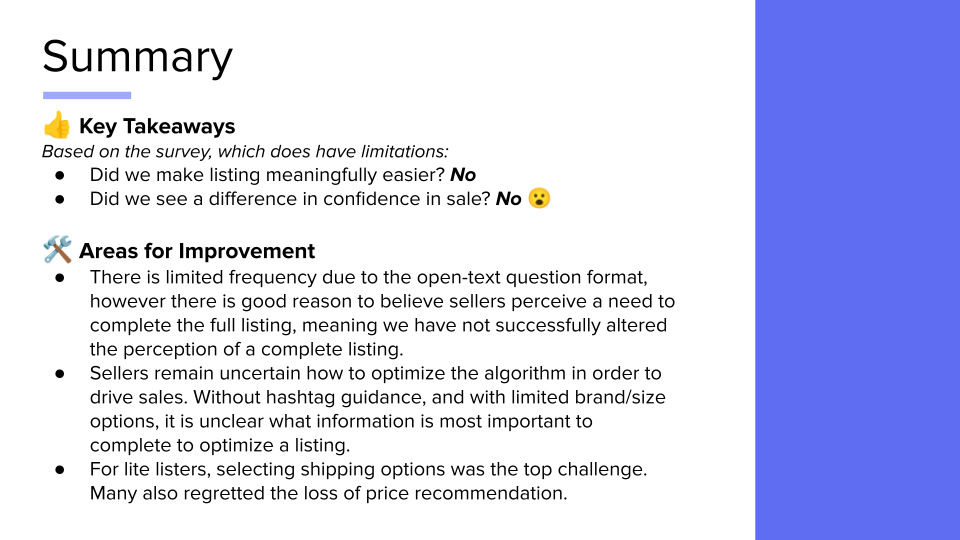 Summary
👍 Key Takeaways
Based on the survey, which does have limitations:
● Did we make listing meaningfully easier? No
● Did we see a difference in confidence in sale? No 😮
🛠️ Areas for Improvement
● There is limited frequency due to the open-text question format,
however there is good reason to believe sellers perceive a need to
complete the full listing, meaning we have not successfully altered
the perception of a complete listing.
● Sellers remain uncertain how to optimize the algorithm in order to
drive sales. Without hashtag guidance, and with limited brand/size
options, it is unclear what information is most important to
complete to optimize a listing.
● For lite listers, selecting shipping options was the top challenge.
Many also regretted the loss of price recommendation.